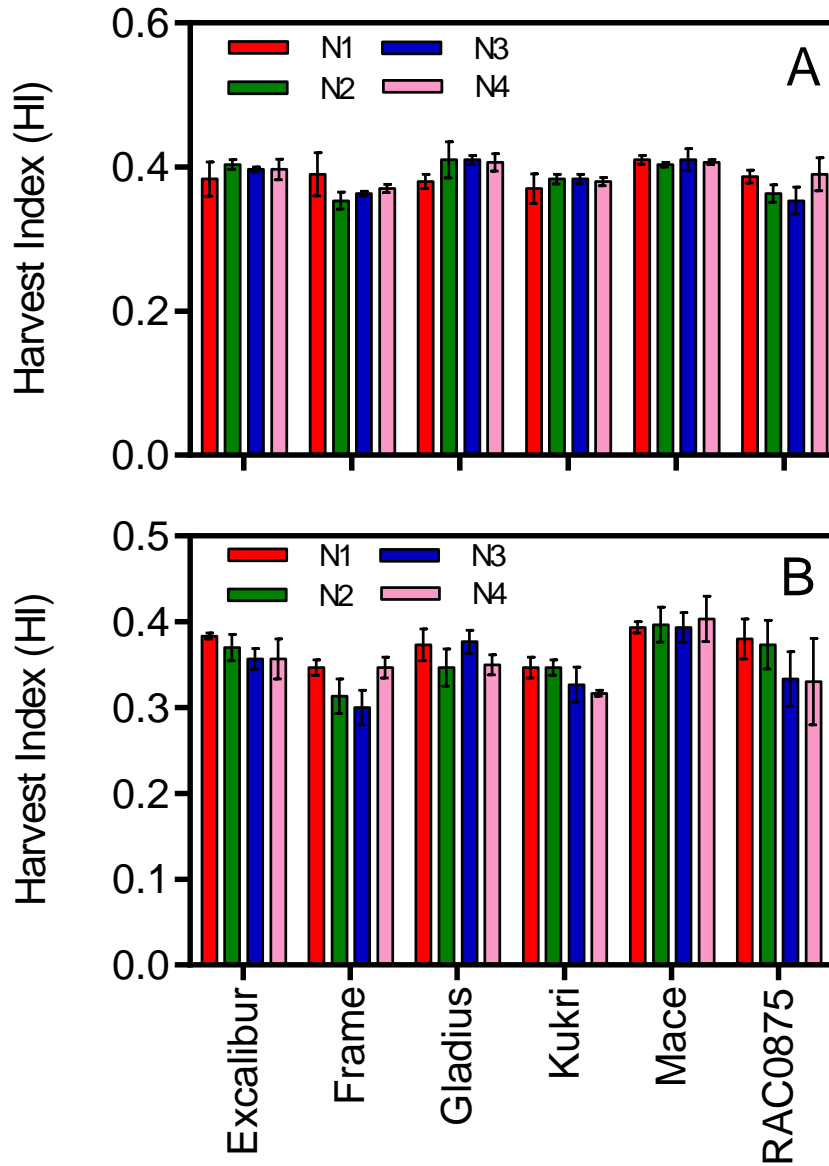 Harvest Index (HI)
0.6
0.4
0.2
0.0
N1
N3
N2
N4
A
Harvest Index (HI)
0.5
0.4
0.3
0.2
0.1
0.0
N1
N3
N2
N4
B
Excalibur
Frame
Gladius
Kukri
Mace
RAC0875